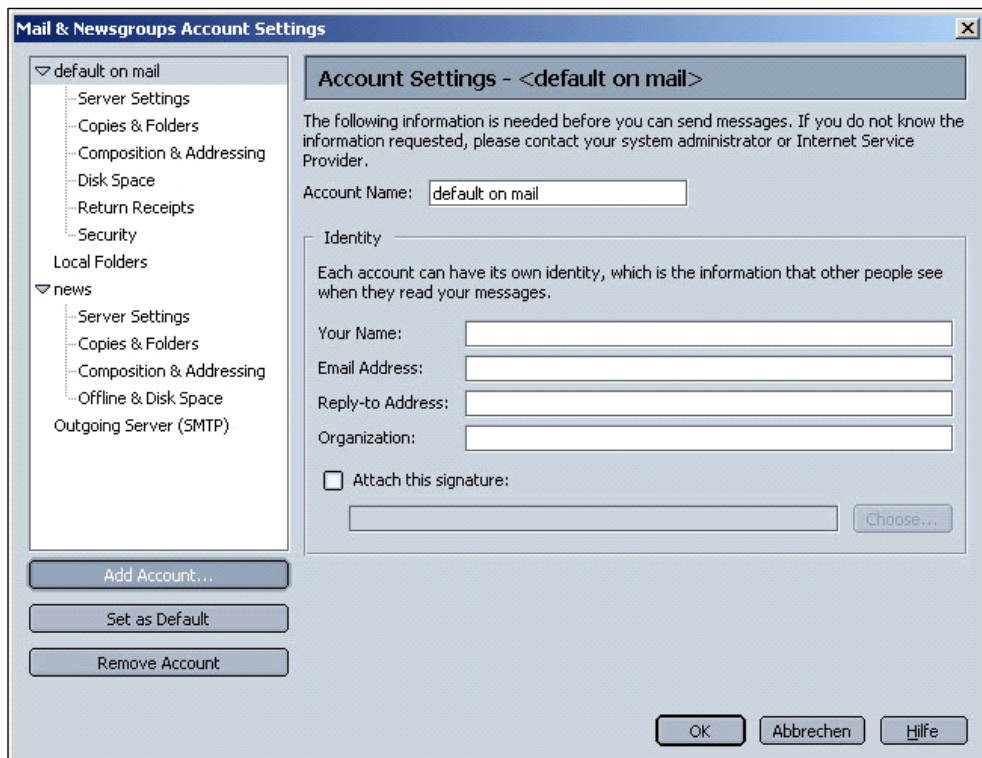 Mail & Newsgroups Account Settings
default on mail
Server Settings
Copies & Folders
Composition & Addressing
Disk Space
Return Receipts
Security
Local Folders
news
Server Settings
Copies & Folders
Composition & Addressing
Offline & Disk Space
Outgoing Server (SMTP)
Add Account...
Set as Default
Remove Account
Account Settings - <default on mail>
The following information is needed before you can send messages. If you do not know the
information requested, please contact your system administrator or Internet Service
Provider.
Account Name: default on mail
Identity
Each account can have its own identity, which is the information that other people see
when they read your messages.
Your Name:
Email Address:
Reply-to Address:
Organization:
Attach this signature:
Choose...
OK Abbrechen Hilfe